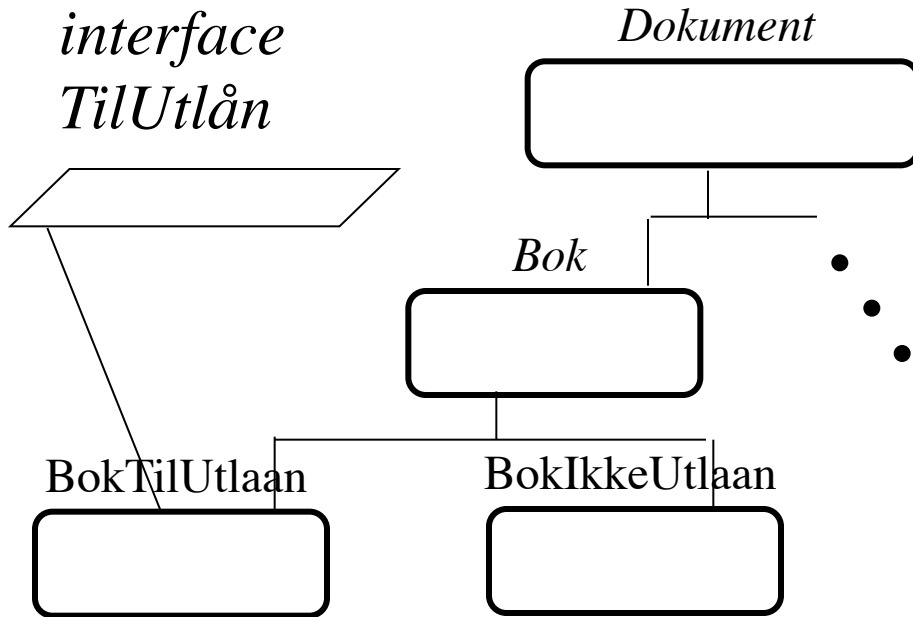 interface
TilUtlån
Dokument
Bok
BokTilUtlaan
BokIkkeUtlaan